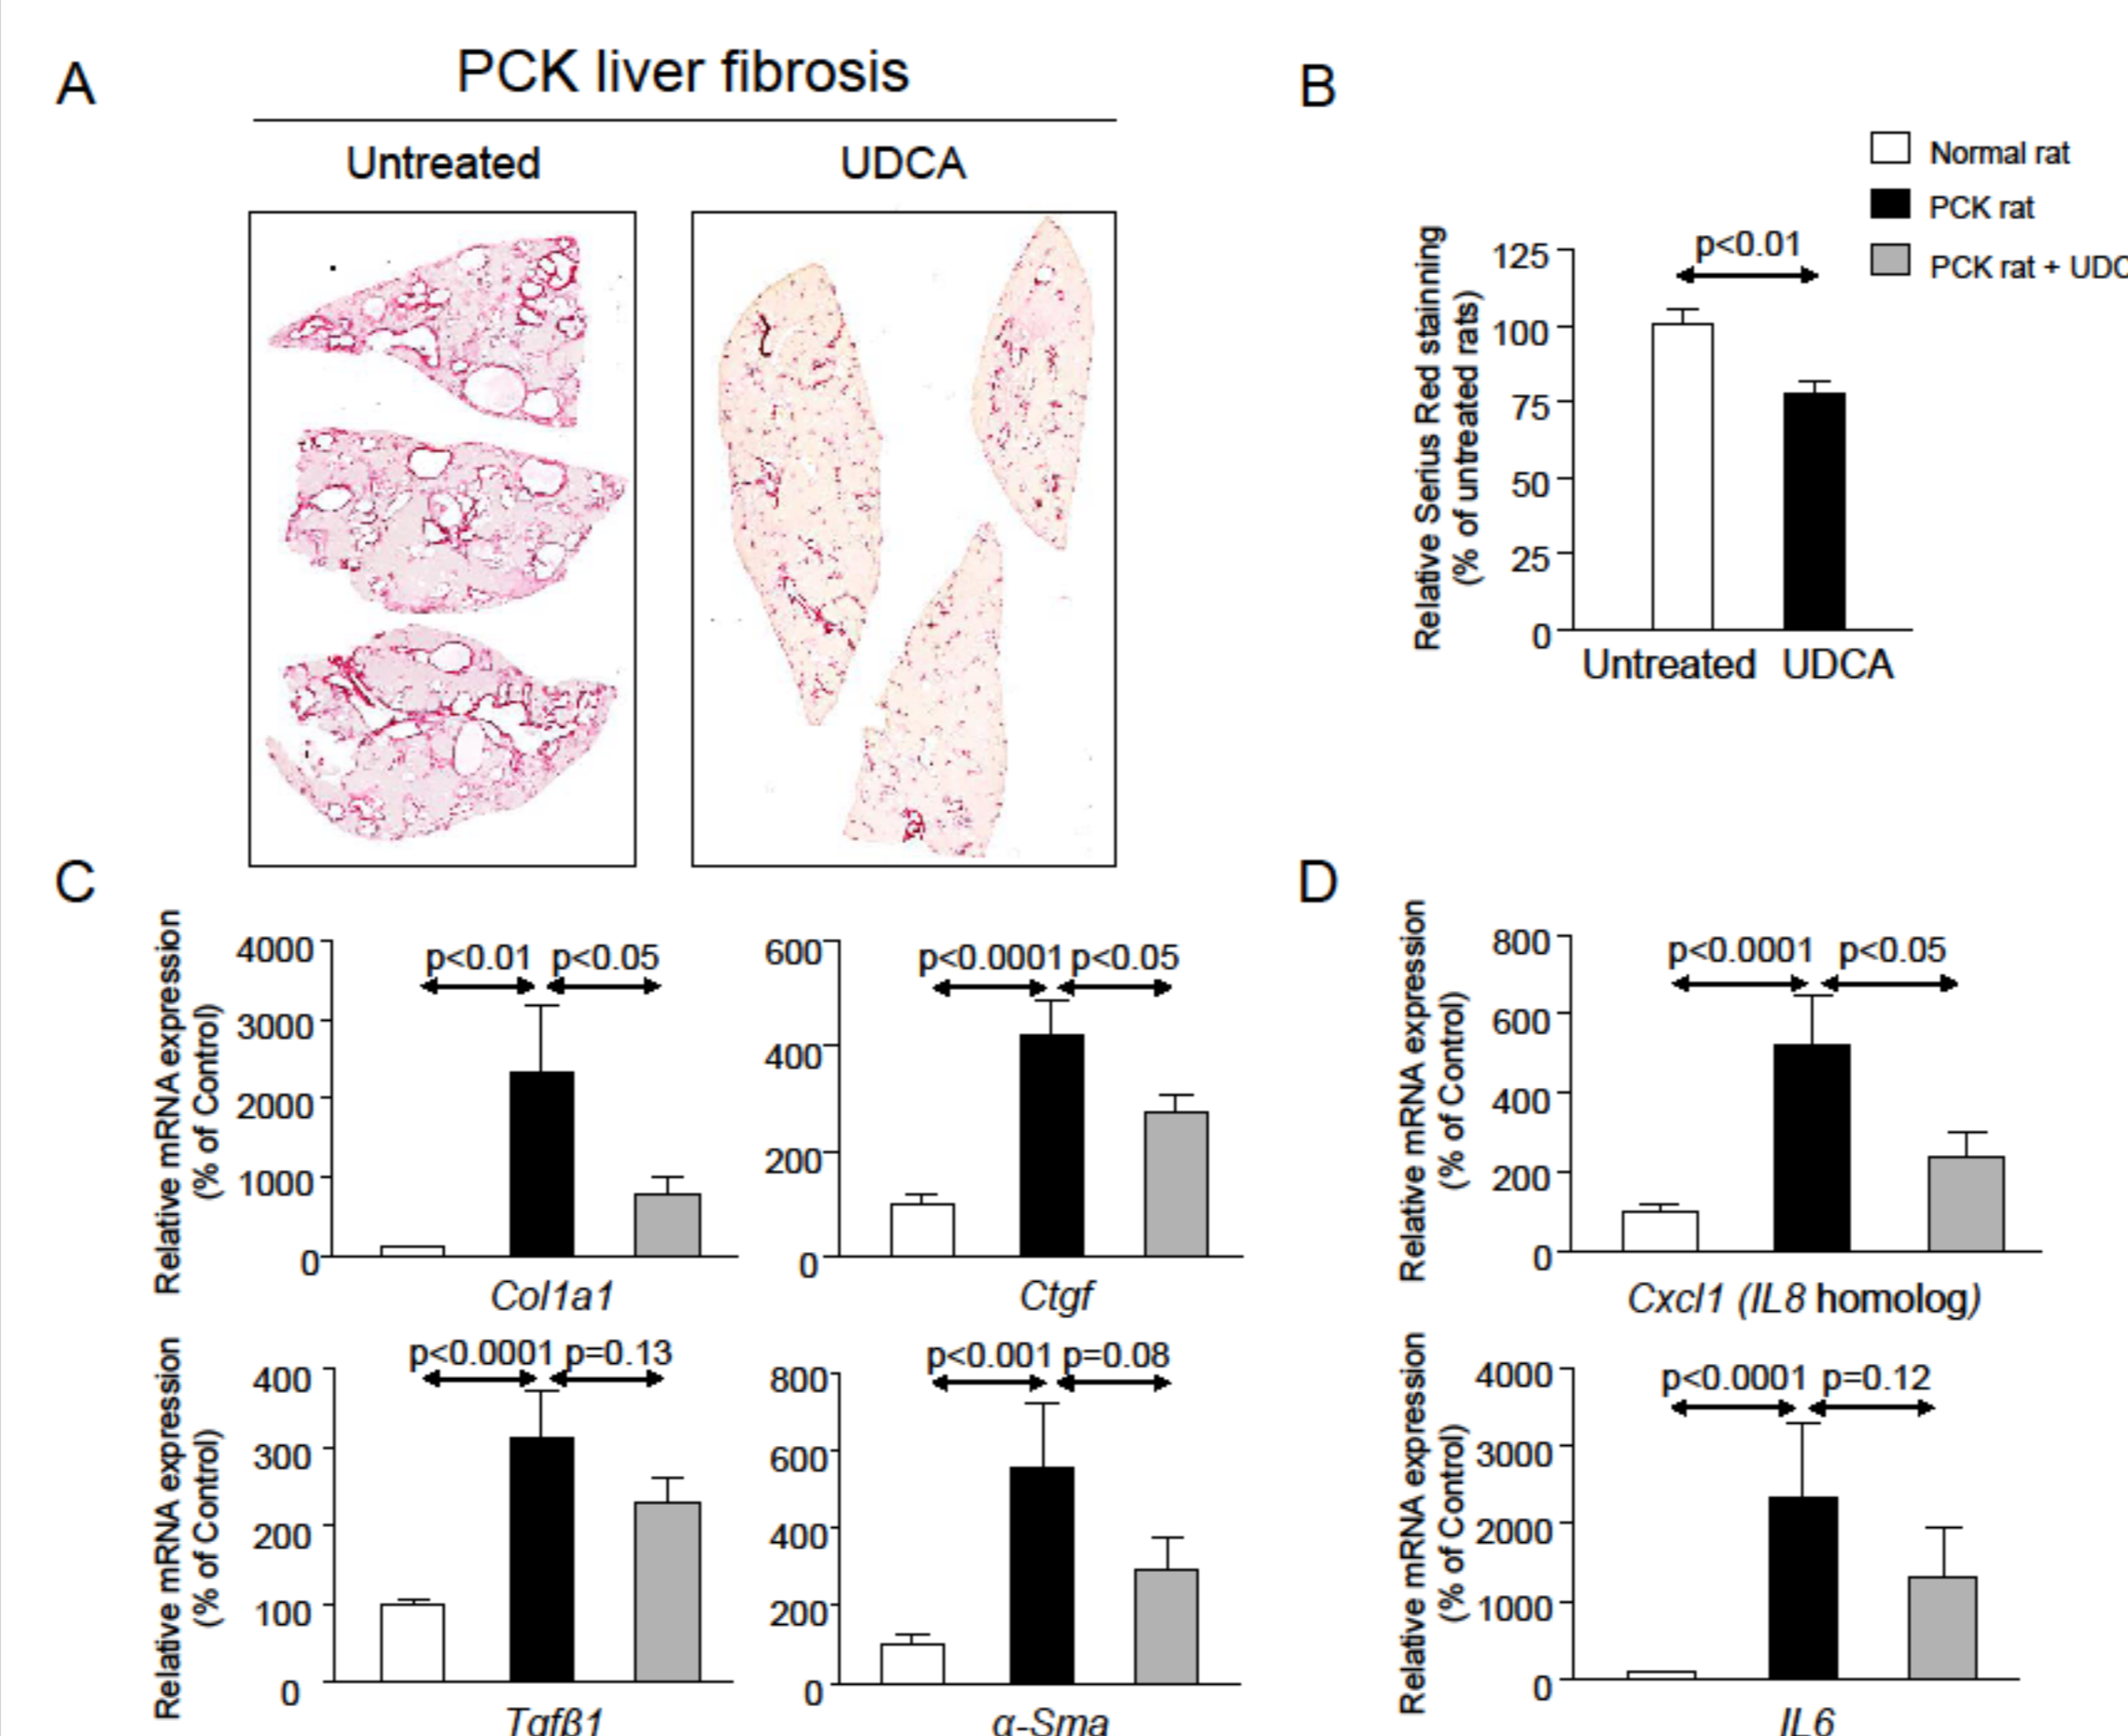 A
PCK liver fibrosis
Untreated
UDCA
B
Normal rat
PCK rat
PCK rat + UDC
Relative Serius Red staining
(% of untreated rats)
125
100
75
50
25
0
p<0.01
Untreated
UDCA
C
Relative mRNA expression
(% of Control)
4000
3000
2000
1000
0
p<0.01
p<0.05
Col1a1
600
400
200
0
p<0.0001
p<0.05
Ctgf
Relative mRNA expression
(% of Control)
400
300
200
100
0
p<0.0001
p=0.13
Tgfβ1
800
600
400
200
0
p<0.001
p=0.08
α-Sma
D
Relative mRNA expression
(% of Control)
800
600
400
200
0
p<0.0001
p<0.05
Cxcl1 (IL8 homolog)
Relative mRNA expression
(% of Control)
4000
3000
2000
1000
0
p<0.0001
p=0.12
IL6